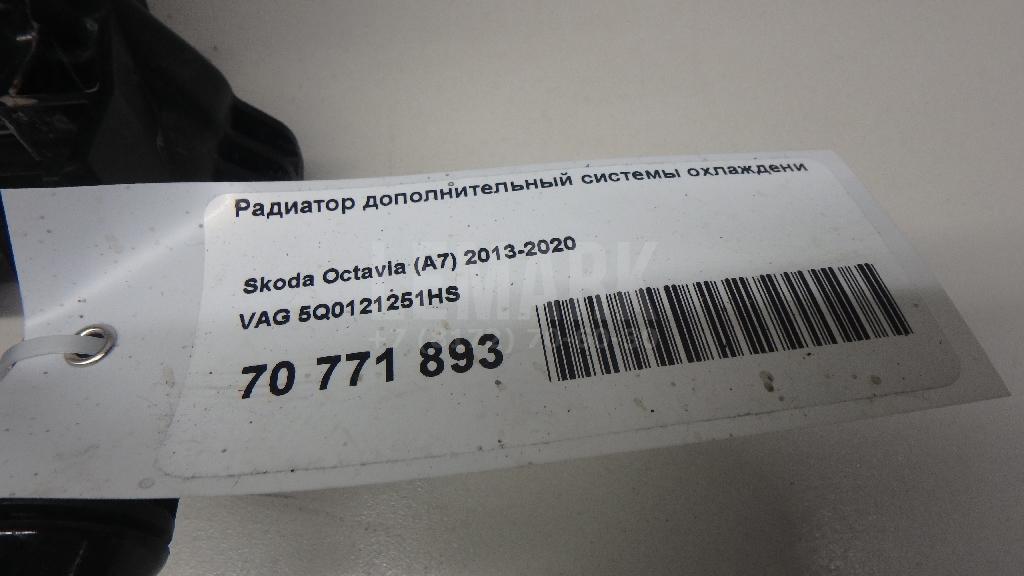 Радиатор дополнительный системы охлаждени
Skoda Octavia (A7) 2013-2020
VAG 5Q0121251HS
70 771 893